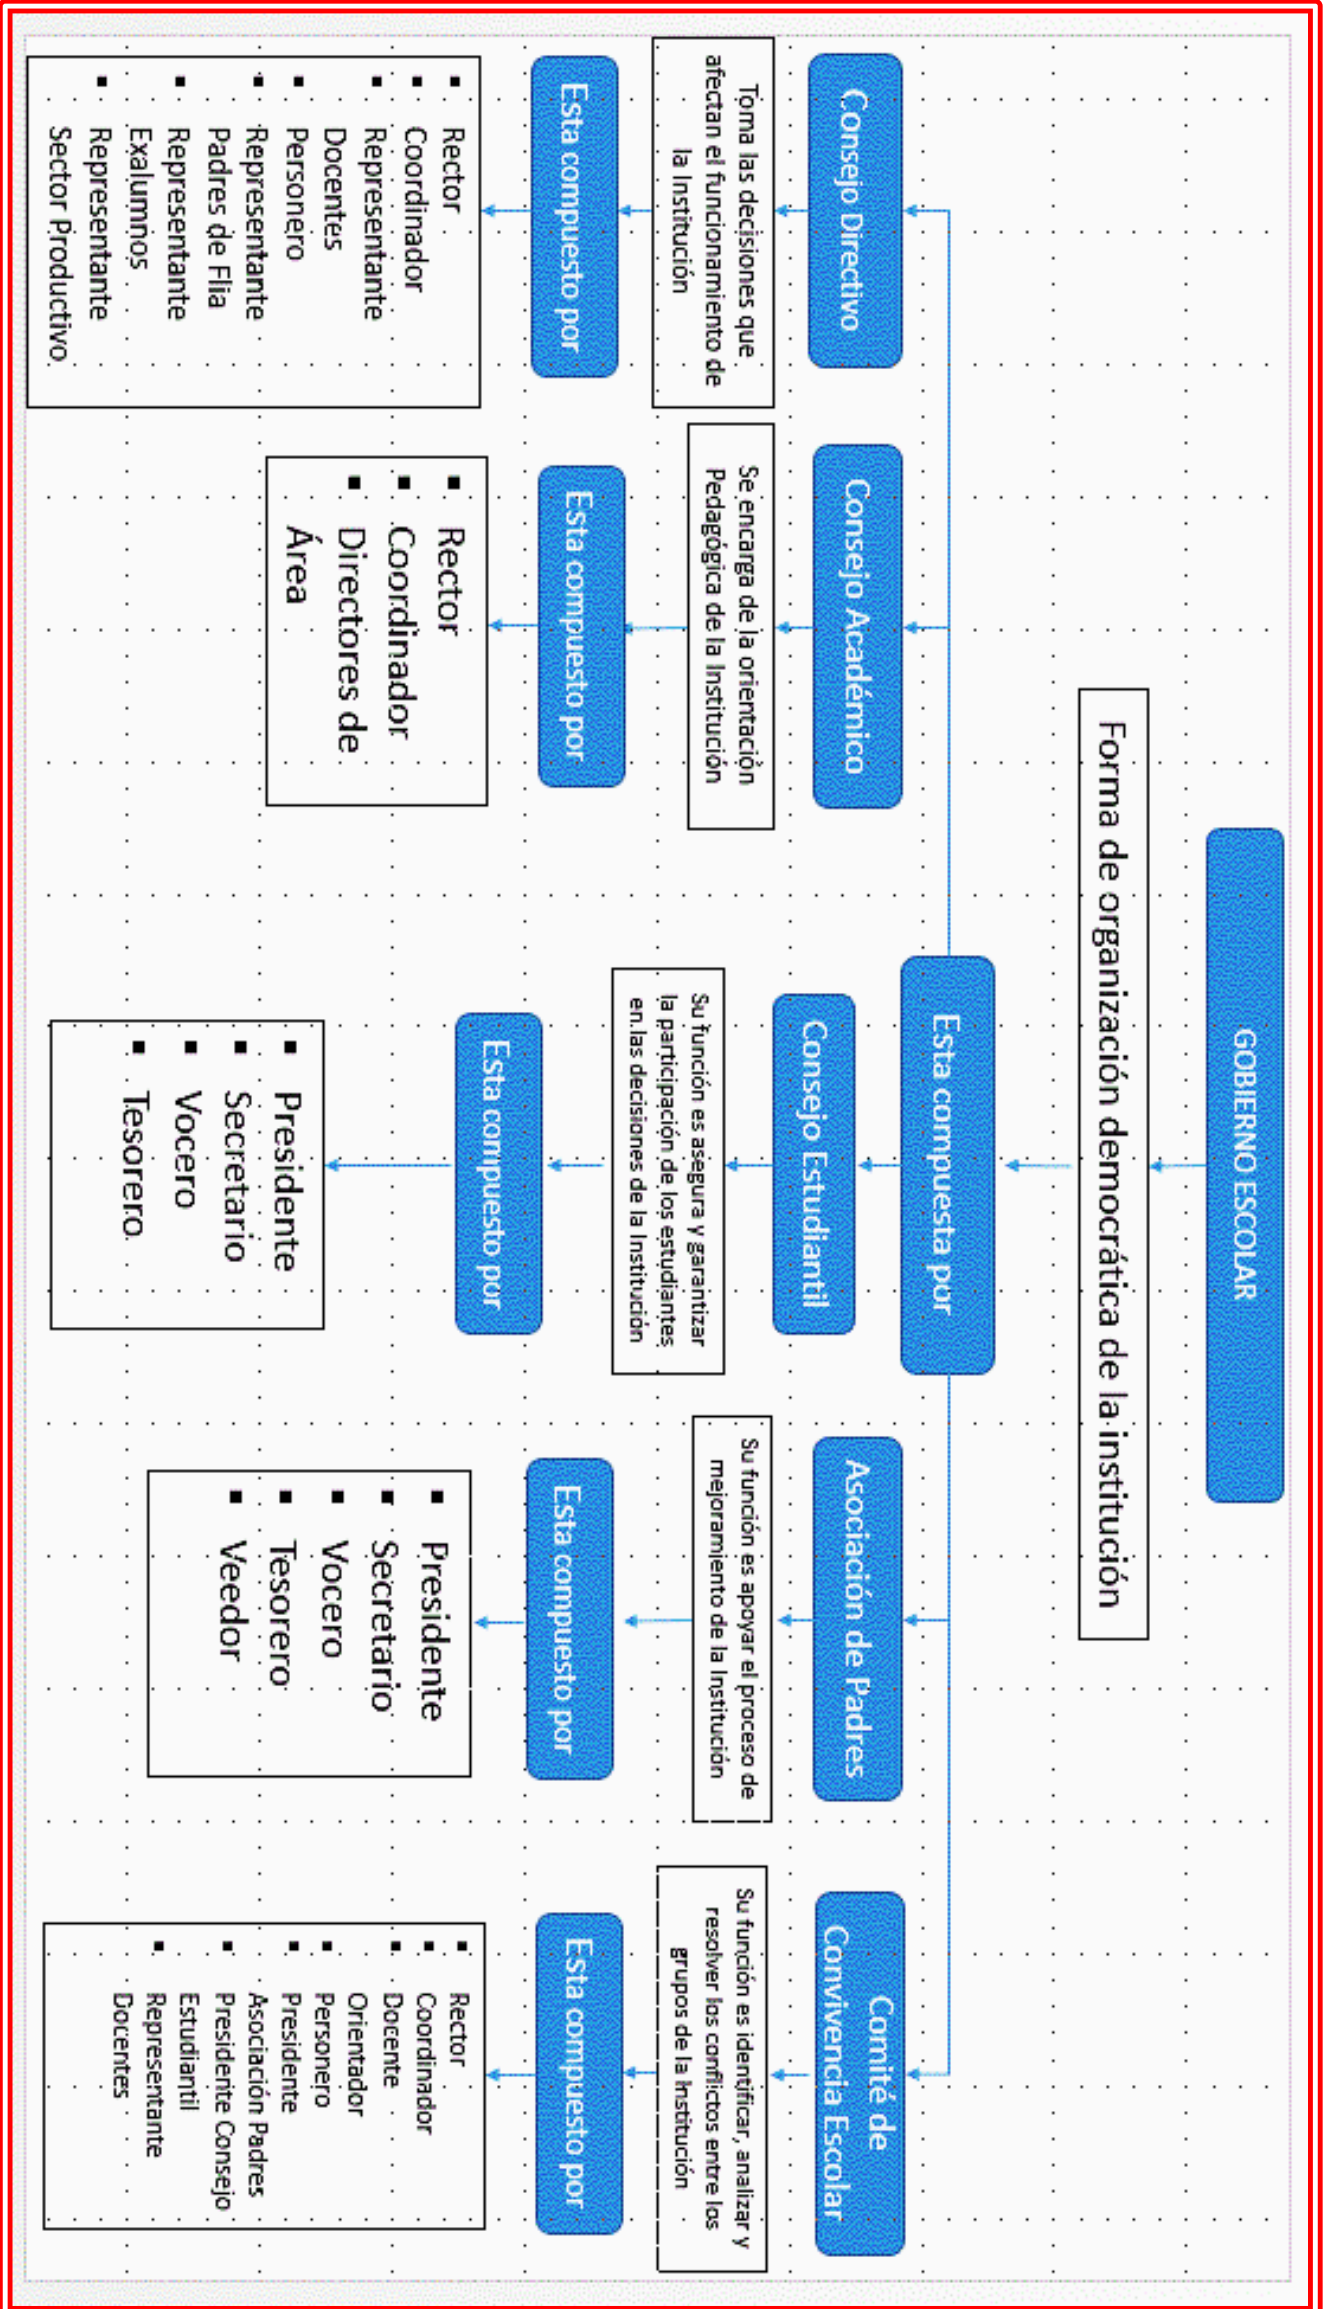 GOBIERNO ESCOLAR
Forma de organización democrática de la institución
Esta compuesta por
Consejo Directivo
Toma las decisiones que
afectan el funcionamiento de
la Institución
Esta compuesto por
▪ Rector
▪ Coordinador
▪ Representante
Docentes
▪ Personero
▪ Representante
Padres de Flia
▪ Representante
Exalumnos
▪ Representante
Sector Productivo
Consejo Académico
Se encarga de la orientación
Pedagógica de la Institución
Esta compuesto por
▪ Rector
▪ Coordinador
▪ Directores de
Área
Consejo Estudiantil
Su función es asegura y garantizar
la participación de los estudiantes
en las decisiones de la Institución
Esta compuesto por
▪ Presidente
▪ Secretario
▪ Vocero
▪ Tesorero
Asociación de Padres
Su función es apoyar el proceso de
mejoramiento de la Institución
Esta compuesto por
▪ Presidente
▪ Secretario
▪ Vocero
▪ Tesorero
▪ Veedor
Comité de
Convivencia Escolar
Su función es identificar, analizar y
resolver los conflictos entre los
grupos de la Institución
Esta compuesto por
▪ Rector
▪ Coordinador
▪ Docente
Orientador
▪ Personero
▪ Presidente
Asociación Padres
▪ Presidente Consejo
Estudiantil
▪ Representante
Docentes